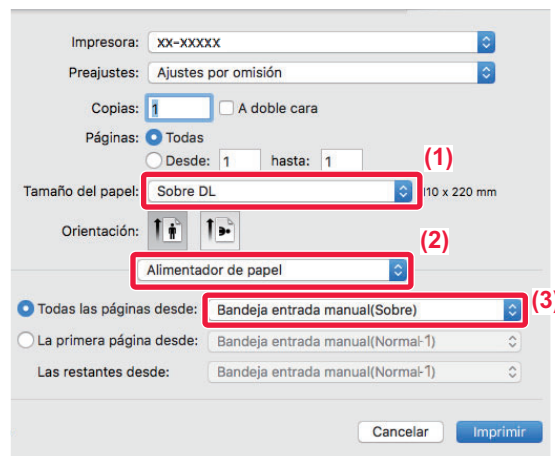 Impresora: XX-XXXXX
Preajustes: Ajustes por omisión
Copias: 1 A doble cara
Páginas: Todas
Desde: 1 hasta: 1
(1)
Tamaño del papel: Sobre DL 110 x 220 mm
Orientación:
(2)
Alimentador de papel
(3)
Todas las páginas desde: Bandeja entrada manual(Sobre)
La primera página desde: Bandeja entrada manual(Normal-1)
Las restantes desde: Bandeja entrada manual(Normal-1)
Cancelar Imprimir